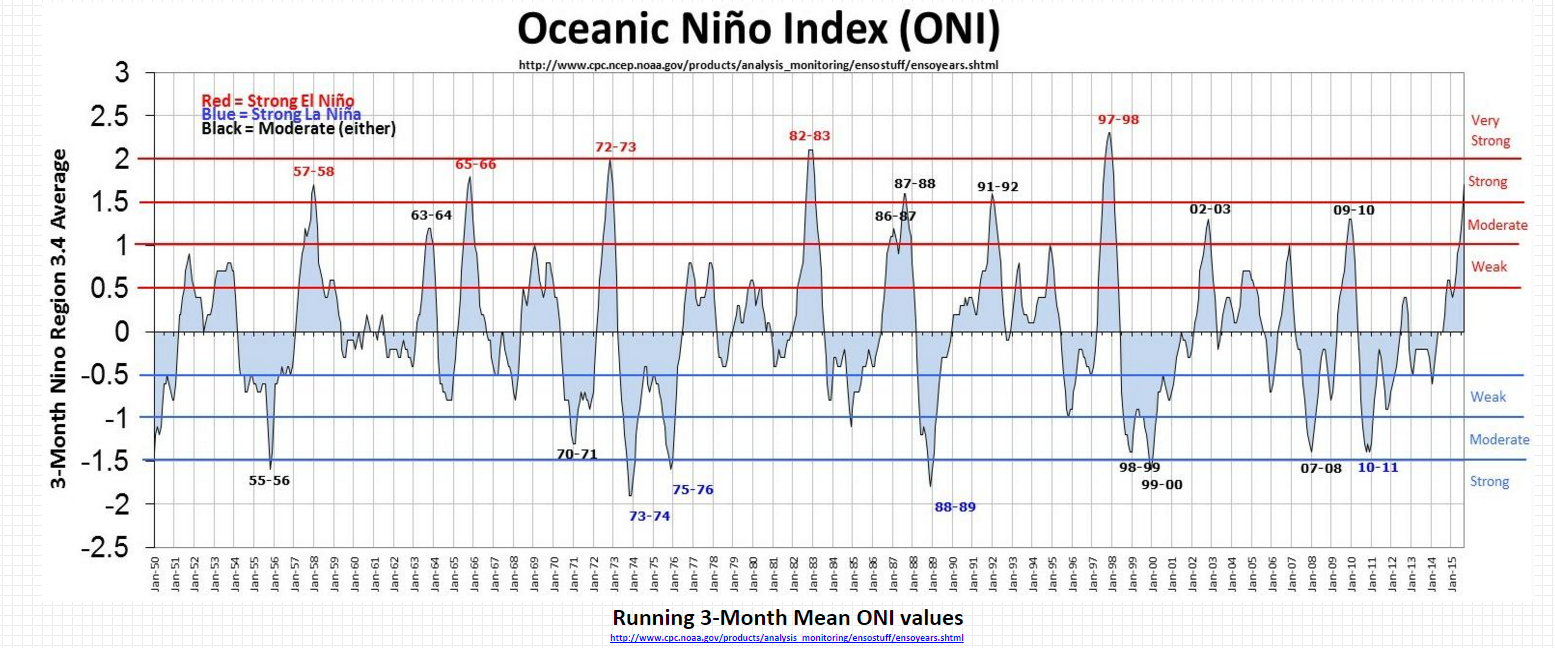 Oceanic Niño Index (ONI)
http://www.cpc.ncep.noaa.gov/products/analysis_monitoring/ensostuff/ensoyears.shtml
3-Month Nino Region 3.4 Average
3
2.5
2
1.5
1
0.5
0
-0.5
-1
-1.5
-2
-2.5
Red = Strong El Niño
Blue = Strong La Niña
Black = Moderate (either)
57-58
63-64
65-66
72-73
82-83
86-87
87-88
91-92
97-98
02-03
09-10
55-56
70-71
73-74
75-76
88-89
98-99
99-00
07-08
10-11
Very
Strong
Strong
Moderate
Weak
Weak
Moderate
Strong
Jan-50
Jan-51
Jan-52
Jan-53
Jan-54
Jan-55
Jan-56
Jan-57
Jan-58
Jan-59
Jan-60
Jan-61
Jan-62
Jan-63
Jan-64
Jan-65
Jan-66
Jan-67
Jan-68
Jan-69
Jan-70
Jan-71
Jan-72
Jan-73
Jan-74
Jan-75
Jan-76
Jan-77
Jan-78
Jan-79
Jan-80
Jan-81
Jan-82
Jan-83
Jan-84
Jan-85
Jan-86
Jan-87
Jan-88
Jan-89
Jan-90
Jan-91
Jan-92
Jan-93
Jan-94
Jan-95
Jan-96
Jan-97
Jan-98
Jan-99
Jan-00
Jan-01
Jan-02
Jan-03
Jan-04
Jan-05
Jan-06
Jan-07
Jan-08
Jan-09
Jan-10
Jan-11
Jan-12
Jan-13
Jan-14
Jan-15
Running 3-Month Mean ONI values
http://www.cpc.noaa.gov/products/analysis_monitoring/ensostuff/ensoyears.shtml